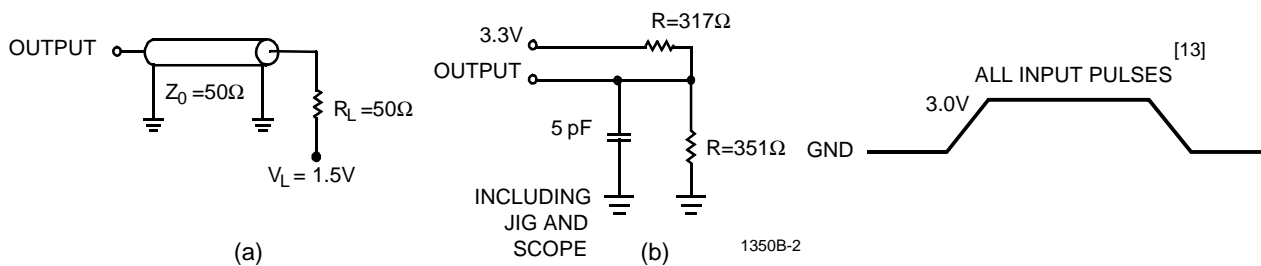 OUTPUT
Z0 =50Ω
RL =50Ω
VL = 1.5V
(a)
R=317Ω
3.3V
OUTPUT
5 pF
R=351Ω
INCLUDING
JIG AND
SCOPE
(b)
1350B-2
ALL INPUT PULSES[13]
3.0V
GND